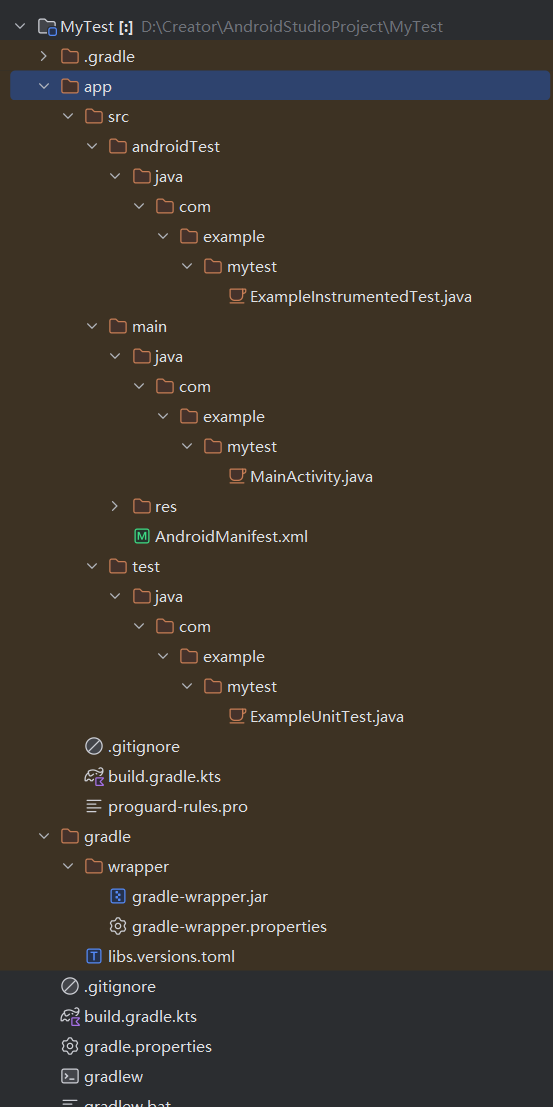 MyTest [:] D:\Creator\AndroidStudioProject\MyTest
.gradle
app
src
androidTest
java
com
example
mytest
ExampleInstrumentedTest.java
main
java
com
example
mytest
MainActivity.java
res
AndroidManifest.xml
test
java
com
example
mytest
ExampleUnitTest.java
.gitignore
build.gradle.kts
proguard-rules.pro
gradle
wrapper
gradle-wrapper.jar
gradle-wrapper.properties
libs.versions.toml
.gitignore
build.gradle.kts
gradle.properties
gradlew
gradlew.bat